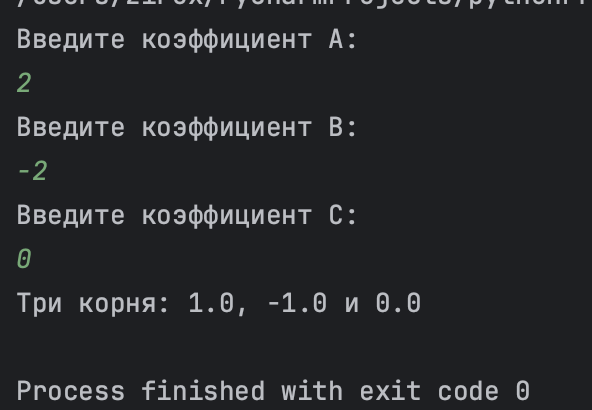 Введите коэффициент A:
2
Введите коэффициент B:
-2
Введите коэффициент C:
0
Три корня: 1.0, -1.0 и 0.0
Process finished with exit code 0